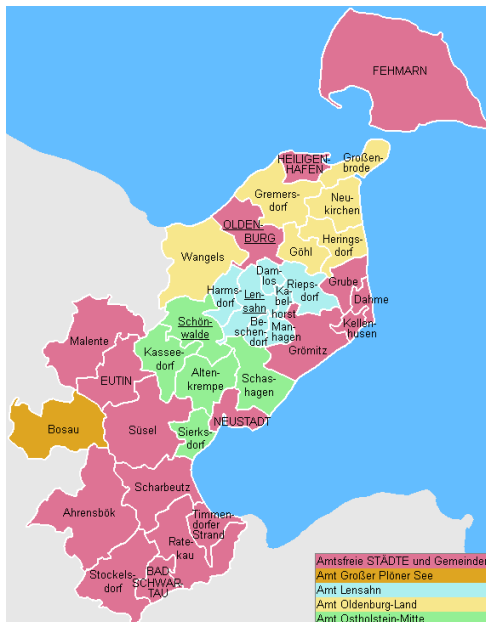 FEHMARN
HEILIGEN-
HAFEN
Großen-
brode
Gremers-
dorf
Neu-
kirchen
OLDEN-
BURG
Wangels
Göhl
Herings-
dorf
Dam-
los
Grube
Harms-
dorf
Len-
sahn
Ka-
bel-
horst
Rieps-
dorf
Dahme
Schön-
walde
Be-
schen-
dorf
Man-
hagen
Kellen-
husen
Grömitz
Malente
Kassee-
dorf
EUTIN
Alten-
krempe
Schas-
hagen
NEUSTADT
Bosau
Süsel
Sierks-
dorf
Scharbeutz
Ahrensbök
Timmen-
dorfer
Strand
Rate-
kau
Stockels-
dorf
BAD
SCHWAR-
TAU
Amtsfreie STÄDTE und Gemeinden
Amt Großer Plöner See
Amt Lensahn
Amt Oldenburg-Land
Amt Ostholstein-Mitte